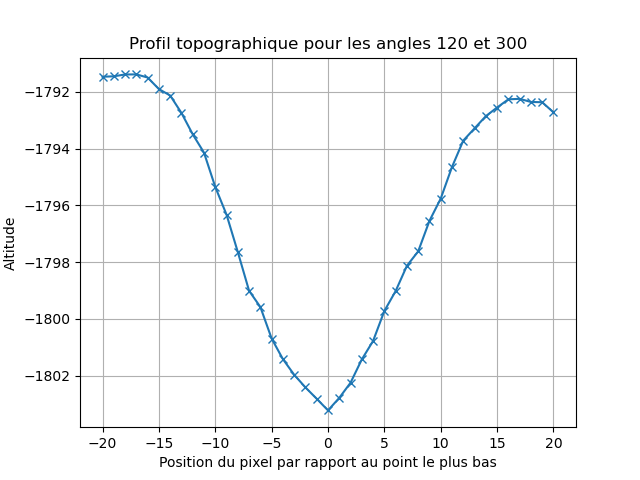 Profil topographique pour les angles 120 et 300
Altitude
−1792
−1794
−1796
−1798
−1800
−1802
−20 −15 −10 −5 0 5 10 15 20
Position du pixel par rapport au point le plus bas